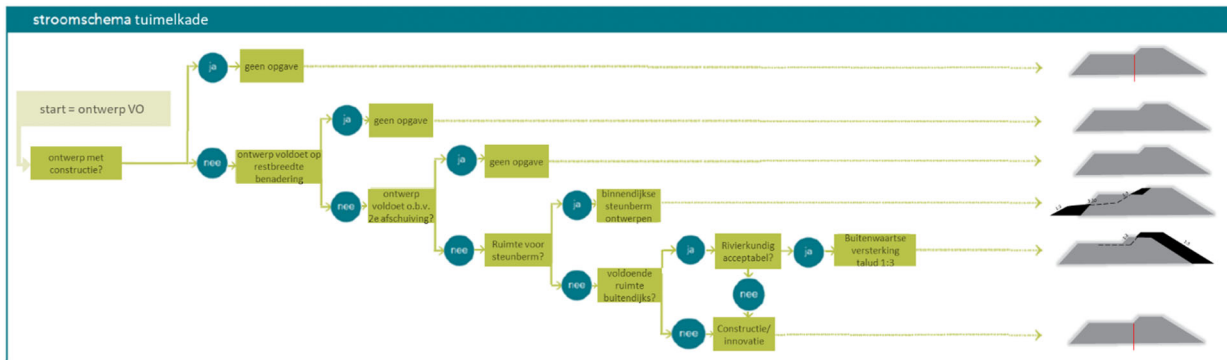 stroomschema tuimelkade
start = ontwerp VO
ontwerp met
constructie?
ja
geen opgave
nee
ontwerp voldoet op
restbreedte
benadering
ja
geen opgave
nee
ontwerp
voldoet o.b.v.
2e afschuiving?
ja
geen opgave
nee
Ruimte voor
steunberm?
ja
binnendijkse
steunberm
ontwerpen
nee
voldoende
ruimte
buitendijks?
ja
Rivierkundig
acceptabel?
ja
Buitenwaartse
versterking
talud 1:3
nee
nee
Constructie/
innovatie